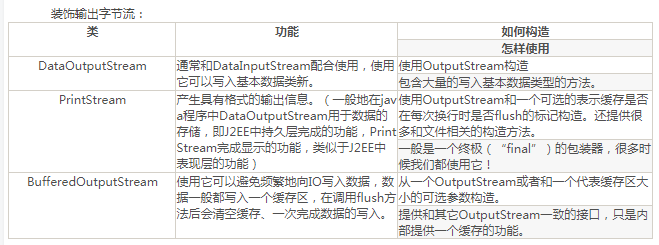 装饰输出字节流：
类 功能 如何构造
怎样使用
DataOutputStream
通常和DataInputStream配合使用，使用
它可以写入基本数据类新。
使用OutputStream构造
包含大量的写入基本数据类型的方法。
PrintStream
产生具有格式的输出信息。（一般地在jav
a程序中DataOutputStream用于数据的
存储，即J2EE中持久层完成的功能，Print
Stream完成显示的功能，类似于J2EE中
表现层的功能）
使用OutputStream和一个可选的表示缓存是否
在每次换行时是否flush的标记构造。还提供很
多和文件相关的构造方法。
一般是一个终极（“final”）的包装器，很多时
候我们都使用它！
BufferedOutputStream
使用它可以避免频繁地向IO写入数据，数
据一般都写入一个缓存区，在调用flush方
法后会清空缓存、一次完成数据的写入。
从一个OutputStream或者和一个代表缓存区大
小的可选参数构造。
提供和其它OutputStream一致的接口，只是内
部提供一个缓存的功能。